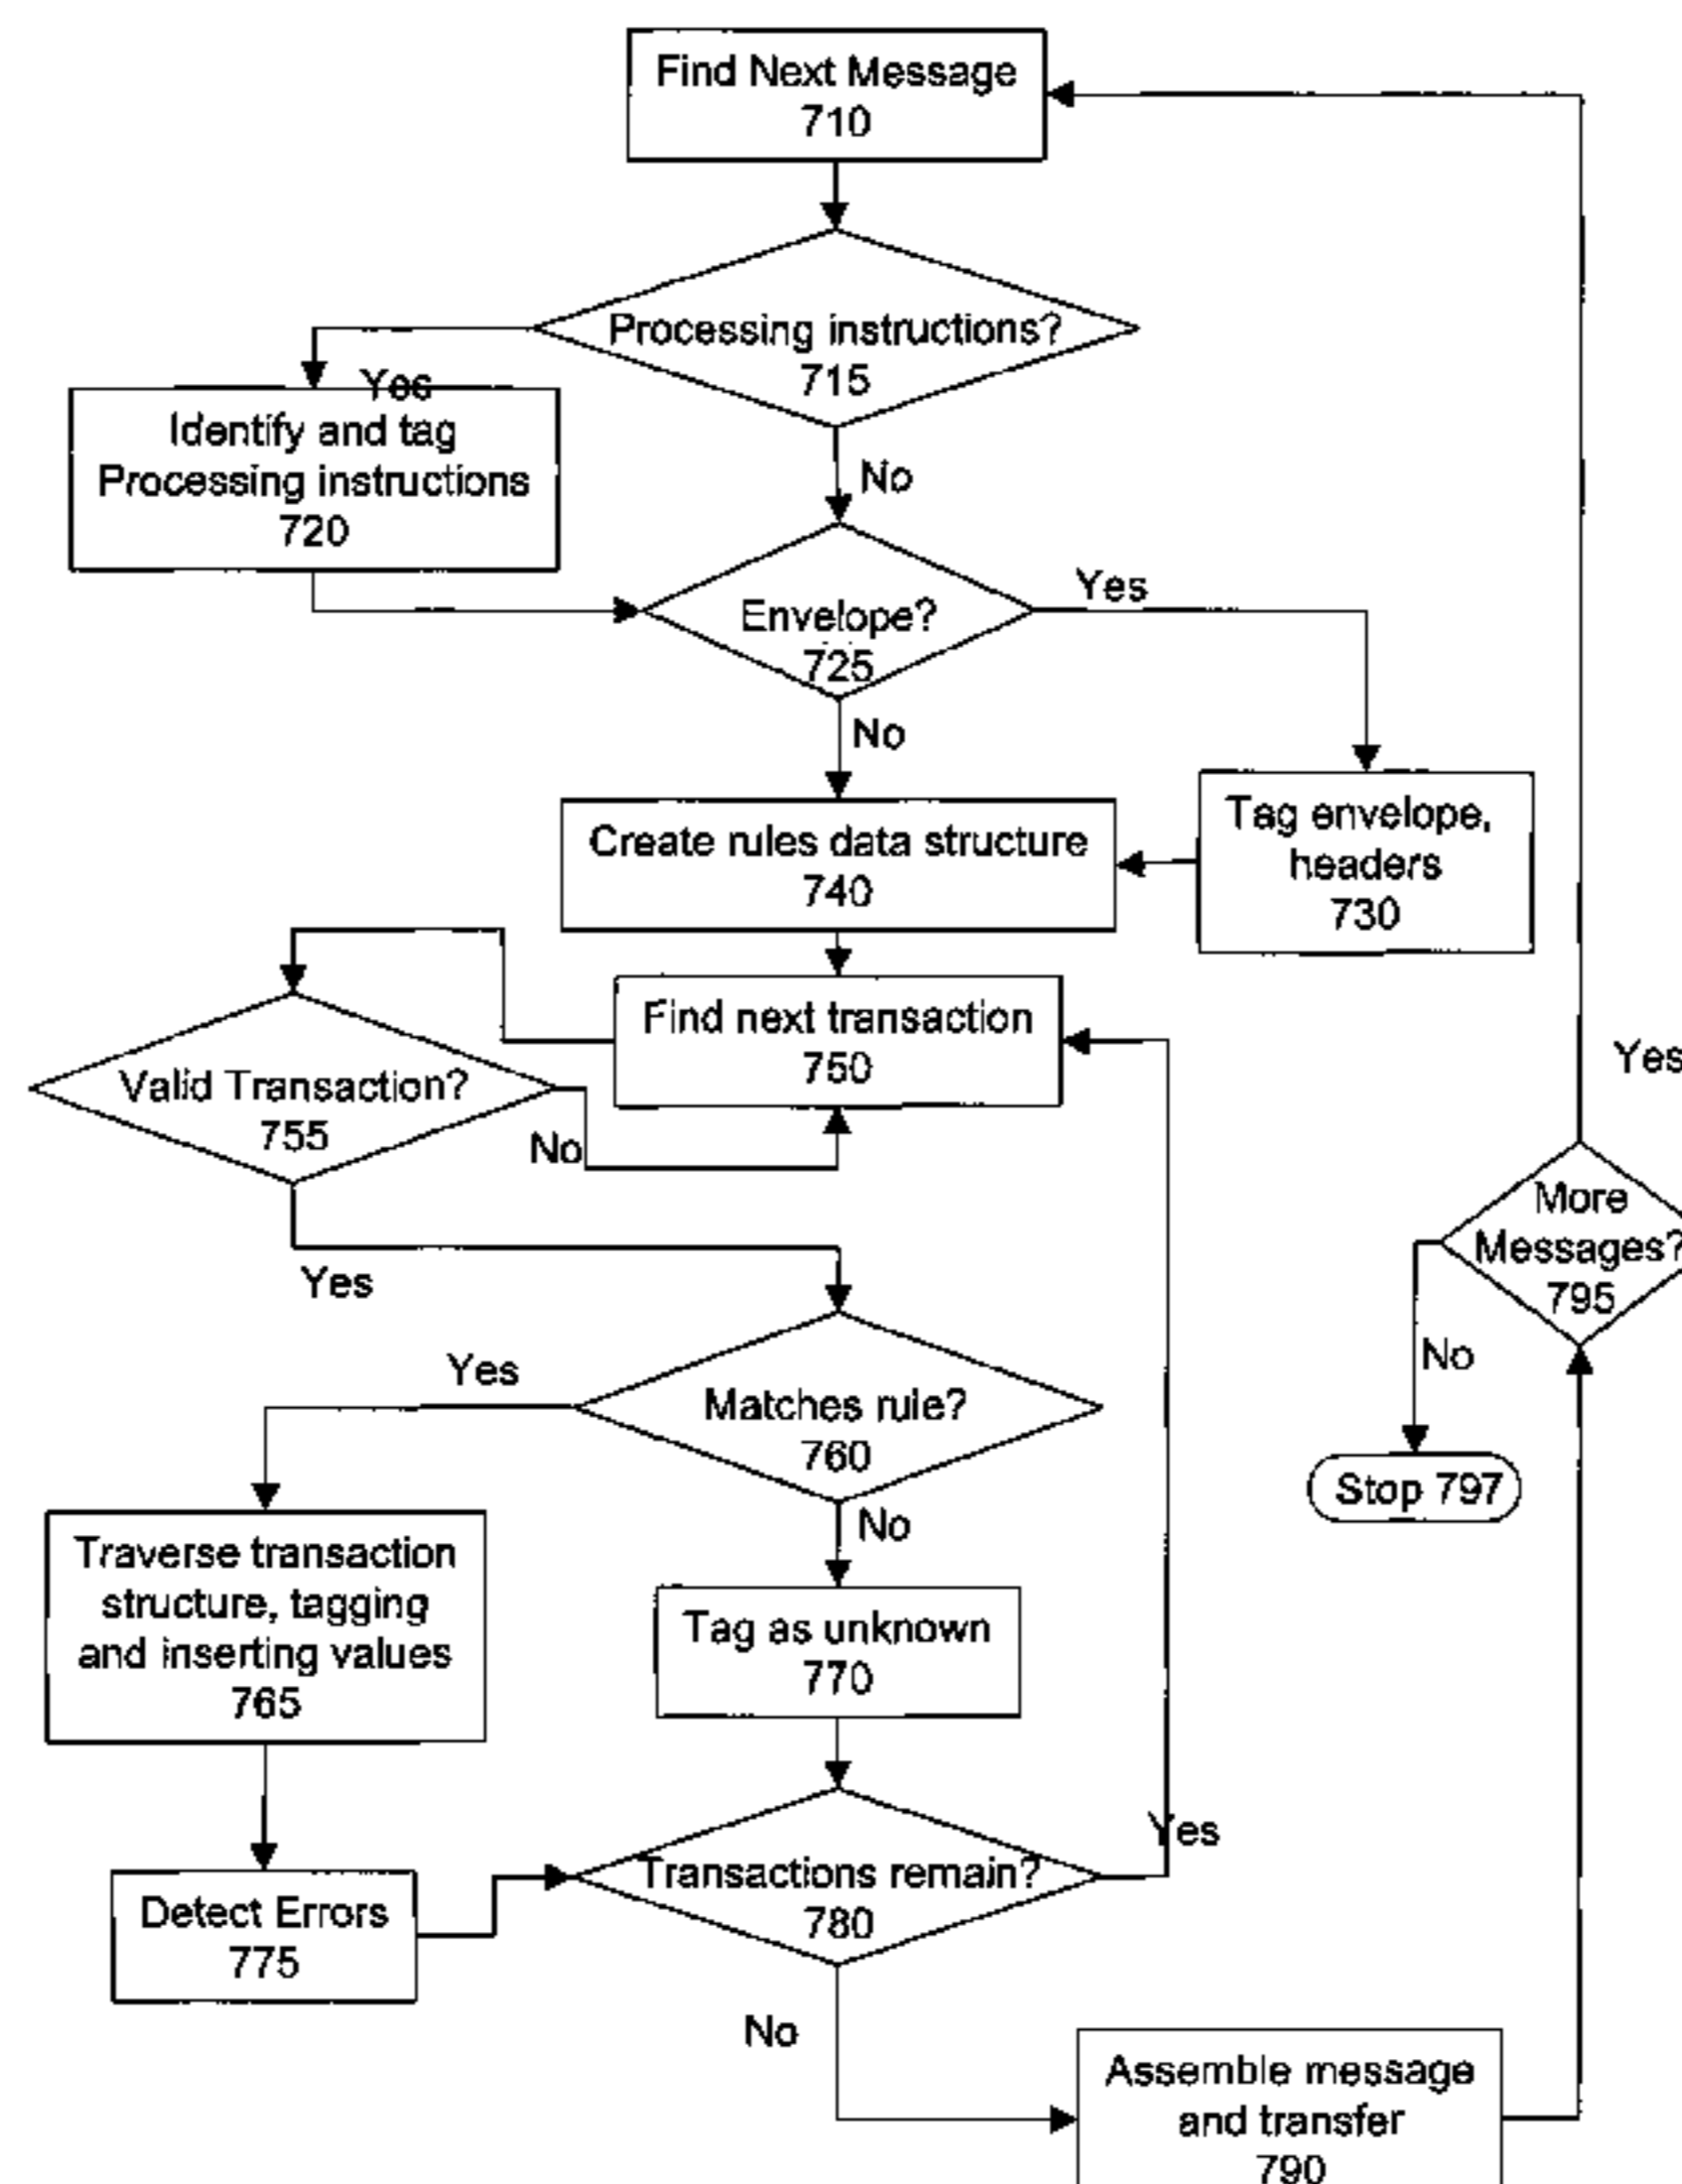 Find Next Message
710
Processing instructions?
715
Yes
Identify and tag
Processing instructions
720
No
Envelope?
725
Yes
No
Tag envelope,
headers
730
Create rules data structure
740
Find next transaction
750
Valid Transaction?
755
No
Yes
Yes
More
Messages?
795
No
Stop 797
Matches rule?
760
Yes
No
Traverse transaction
structure, tagging
and inserting values
765
Tag as unknown
770
Detect Errors
775
Transactions remain?
780
Yes
No
Assemble message
and transfer
790